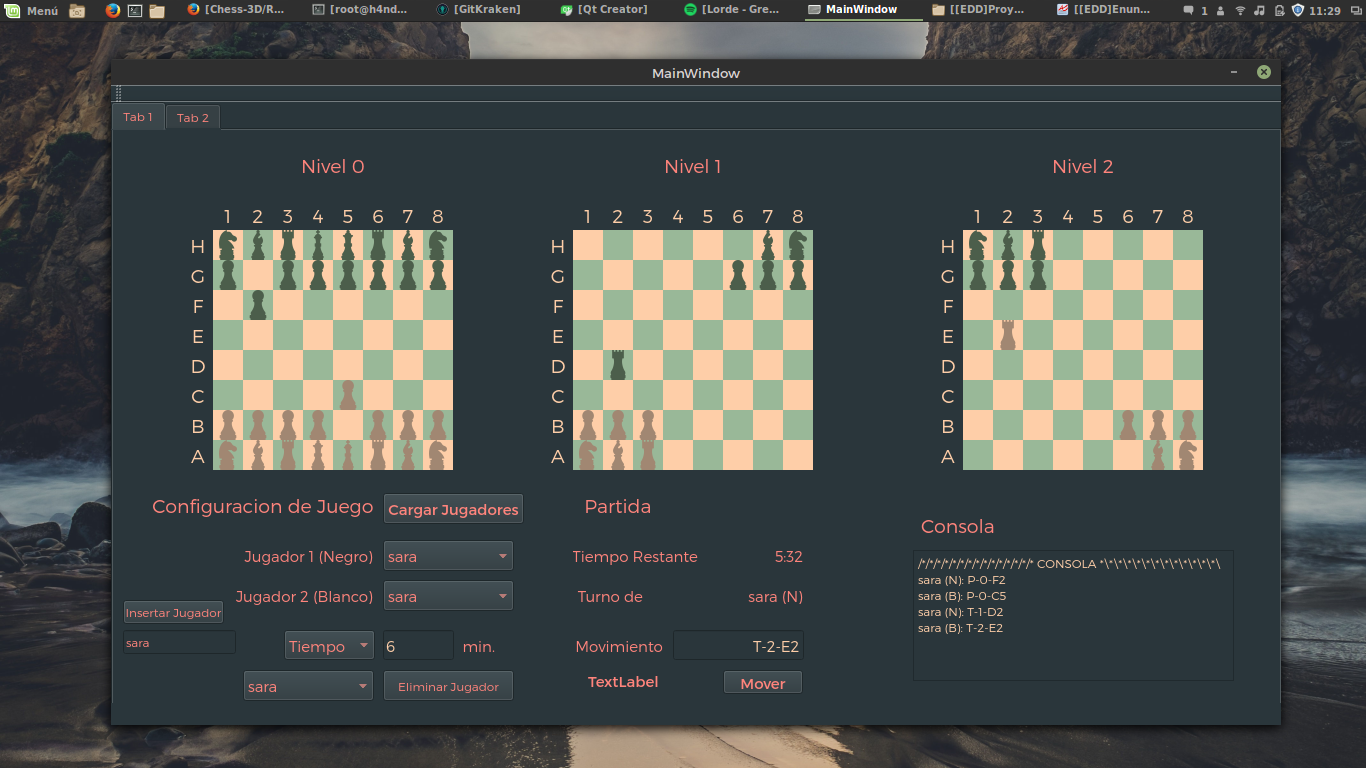 Menú [Chess-3D/R... [root@h4nd... [GitKraken] [Qt Creator] [Lorde - Gre... MainWindow [[EDD]Proy... [[EDD]Enun... 1 11:29
MainWindow
Tab 1 Tab 2
Nivel 0 Nivel 1 Nivel 2
1 2 3 4 5 6 7 8 1 2 3 4 5 6 7 8 1 2 3 4 5 6 7 8
H H H
G G G
F F F
E E E
D D D
C C C
B B B
A A A
Configuracion de Juego Cargar Jugadores Partida
Consola
Jugador 1 (Negro) sara Tiempo Restante 5:32
/*/*/*/*/*/*/*/*/*/*/*/*/*/* CONSOLA *\*\*\*\*\*\*\*\*\*\*\*\*\*\
sara (N): P-0-F2
sara (B): P-0-C5
sara (N): T-1-D2
sara (B): T-2-E2
Jugador 2 (Blanco) sara Turno de sara (N)
Insertar Jugador
sara Tiempo 6 min. Movimiento T-2-E2
sara Eliminar Jugador TextLabel Mover